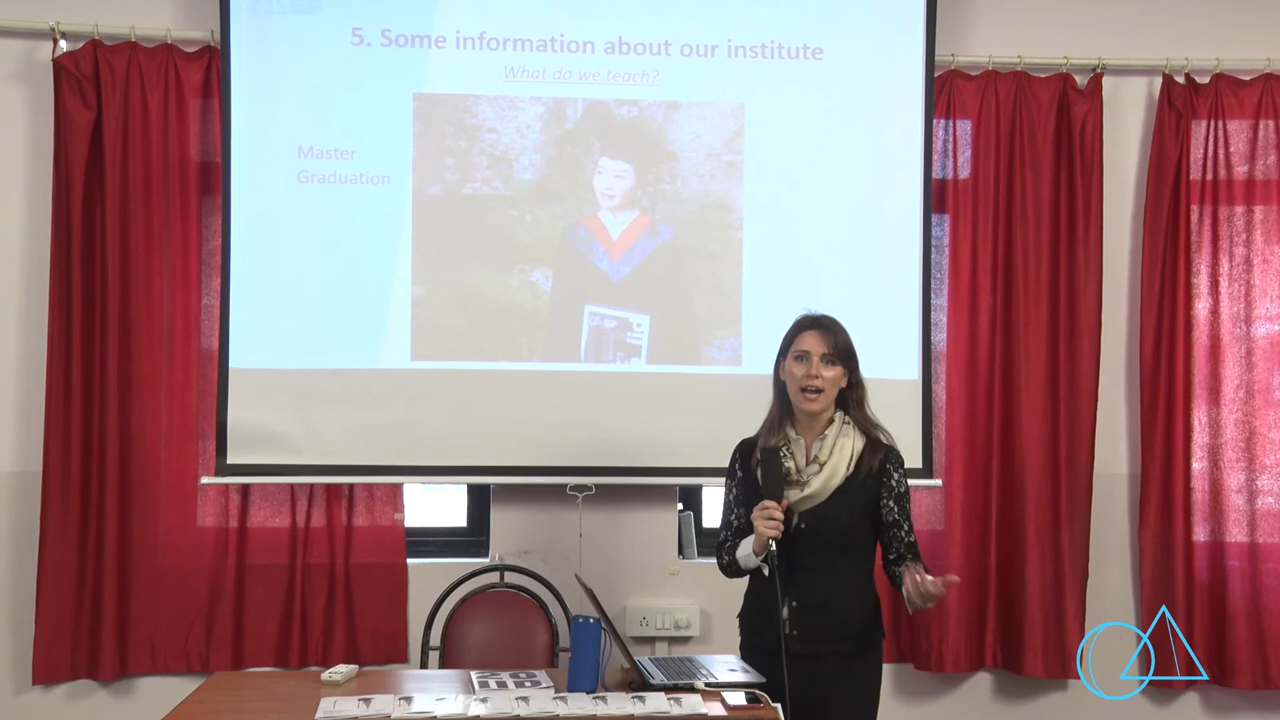 5. Some information about our institute
What do we teach?
Master
Graduation